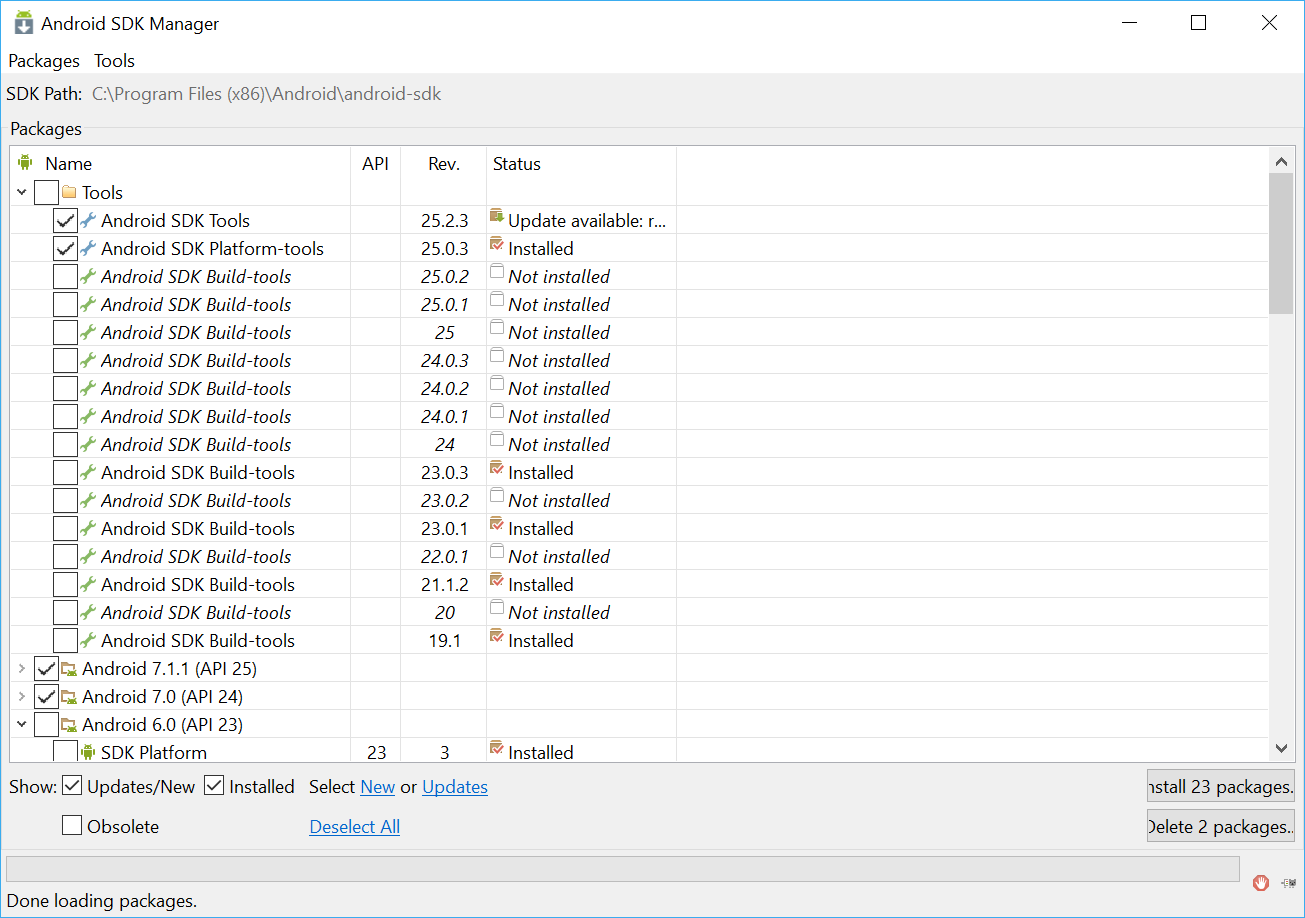 Android SDK Manager
Packages Tools
SDK Path: C:\Program Files (x86)\Android\android-sdk
Packages
Name API Rev. Status
Tools
Android SDK Tools 25.2.3 Update available: r...
Android SDK Platform-tools 25.0.3 Installed
Android SDK Build-tools 25.0.2 Not installed
Android SDK Build-tools 25.0.1 Not installed
Android SDK Build-tools 25 Not installed
Android SDK Build-tools 24.0.3 Not installed
Android SDK Build-tools 24.0.2 Not installed
Android SDK Build-tools 24.0.1 Not installed
Android SDK Build-tools 24 Not installed
Android SDK Build-tools 23.0.3 Installed
Android SDK Build-tools 23.0.2 Not installed
Android SDK Build-tools 23.0.1 Installed
Android SDK Build-tools 22.0.1 Not installed
Android SDK Build-tools 21.1.2 Installed
Android SDK Build-tools 20 Not installed
Android SDK Build-tools 19.1 Installed
Android 7.1.1 (API 25)
Android 7.0 (API 24)
Android 6.0 (API 23)
SDK Platform 23 3 Installed
Show: Updates/New Installed Select New or Updates nstall 23 packages.
Obsolete Deselect All Delete 2 packages..
Done loading packages.